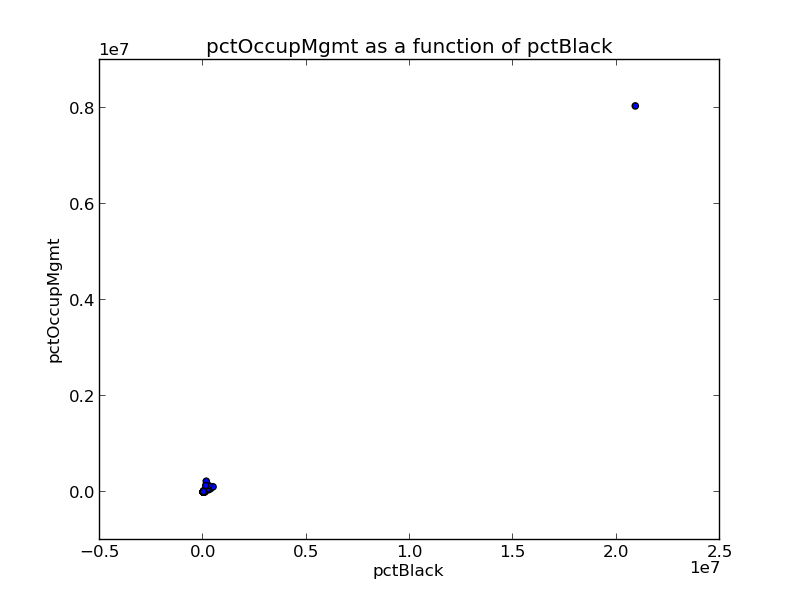 pctOccupMgmt as a function of pctBlack
1e7
0.8
0.6
0.4
0.2
0.0
pctOccupMgmt
−0.5 0.0 0.5 1.0 1.5 2.0 2.5
1e7
pctBlack